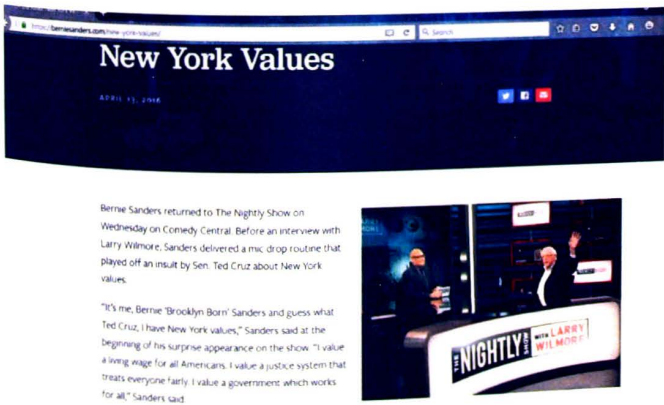 https://berniesanders.com/new-york-values/
Search
New York Values
APRIL 13, 2016
Bernie Sanders returned to The Nightly Show on
Wednesday on Comedy Central. Before an interview with
Larry Wilmore, Sanders delivered a mic drop routine that
played off an insult by Sen. Ted Cruz about New York
values.
"It's me, Bernie 'Brooklyn Born' Sanders and guess what
Ted Cruz, I have New York values," Sanders said at the
beginning of his surprise appearance on the show. "I value
a living wage for all Americans. I value a justice system that
treats everyone fairly. I value a government which works
for all," Sanders said.
THE NIGHTLY SHOW WITH LARRY
WILMORE